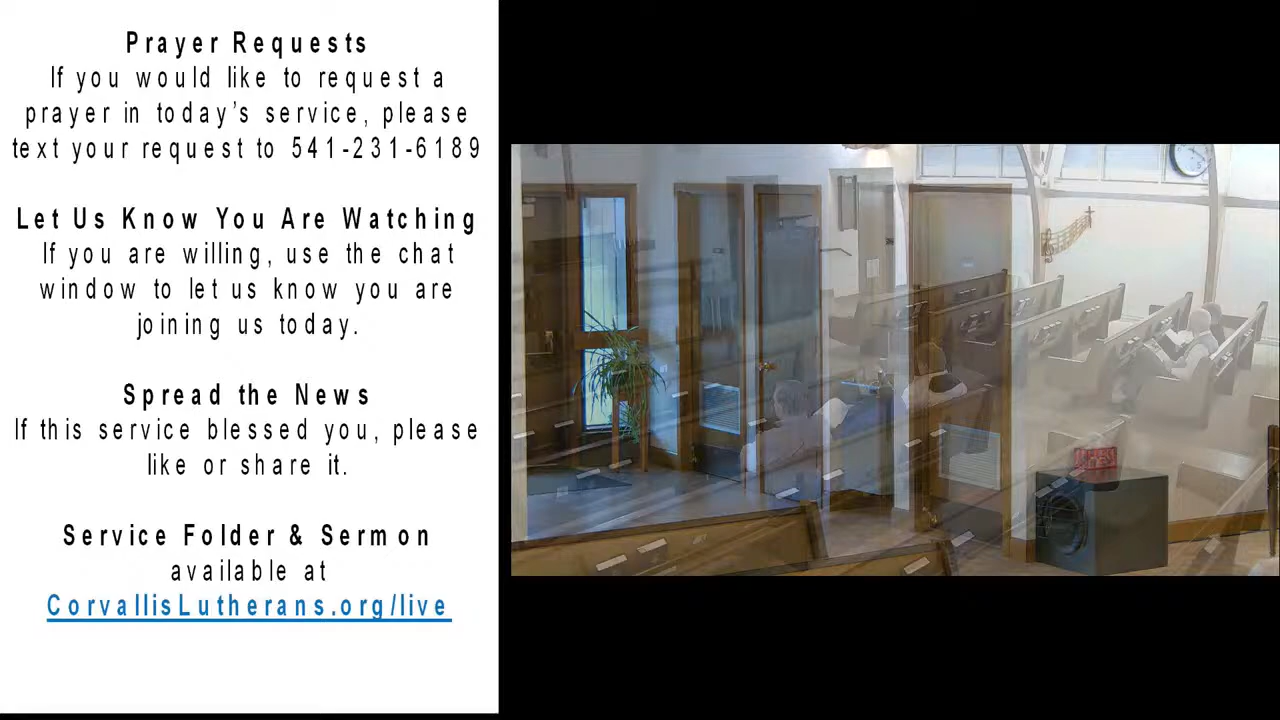 Prayer Requests
If you would like to request a
prayer in today's service, please
text your request to 541-231-6189
Let Us Know You Are Watching
If you are willing, use the chat
window to let us know you are
joining us today.
Spread the News
If this service blessed you, please
like or share it.
Service Folder & Sermon
available at
CorvallisLutherans.org/live